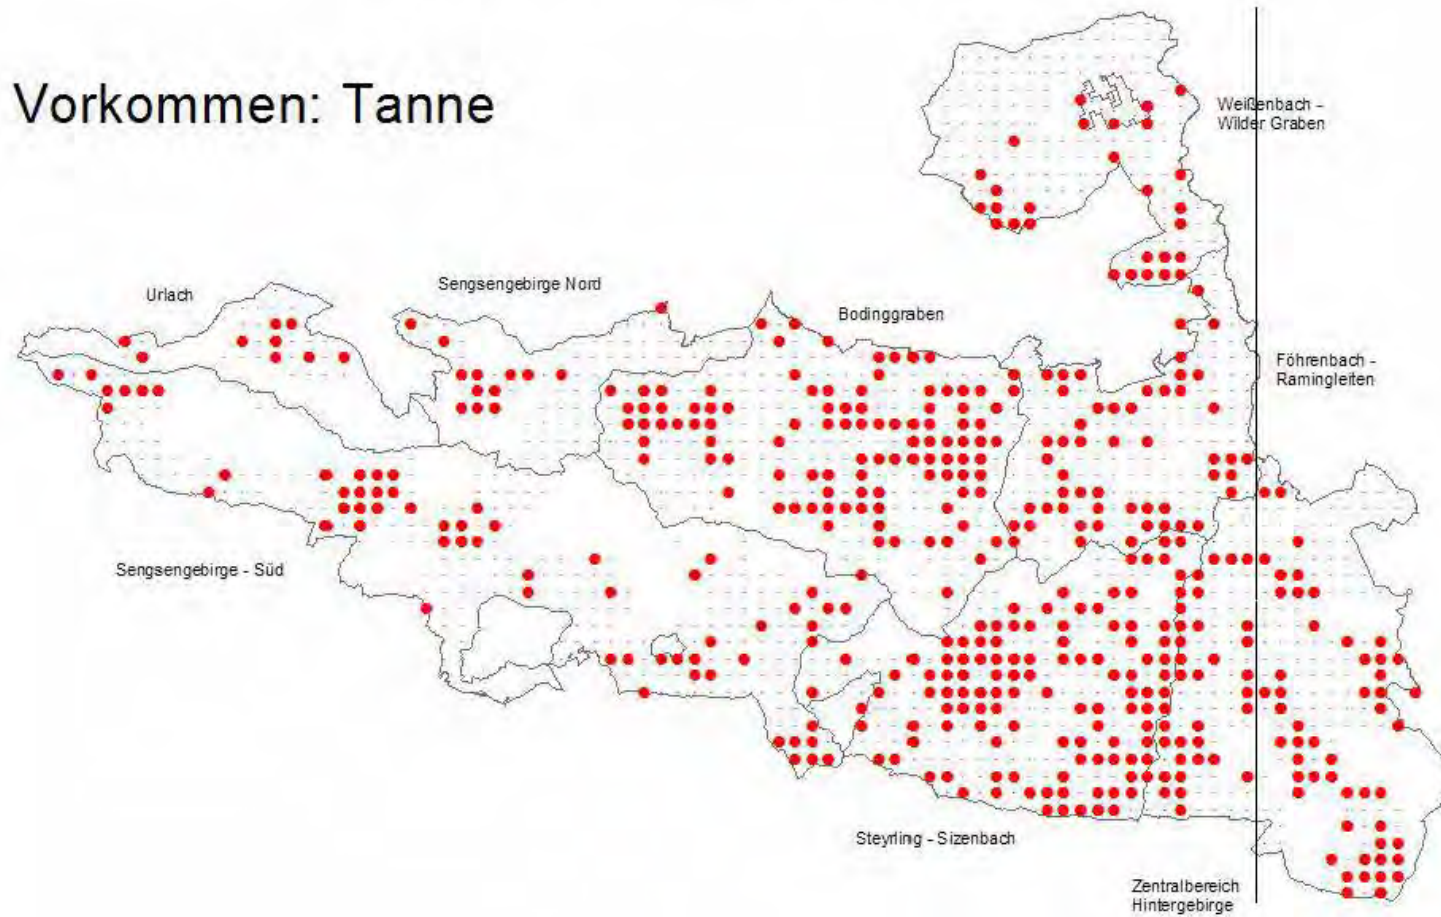 Vorkommen: Tanne
Weißenbach -
Wilder Graben
Urlach
Sengsengebirge Nord
Bodinggraben
Föhrenbach -
Ramingleiten
Sengsengebirge - Süd
Steyrling - Sizenbach
Zentralbereich
Hintergebirge